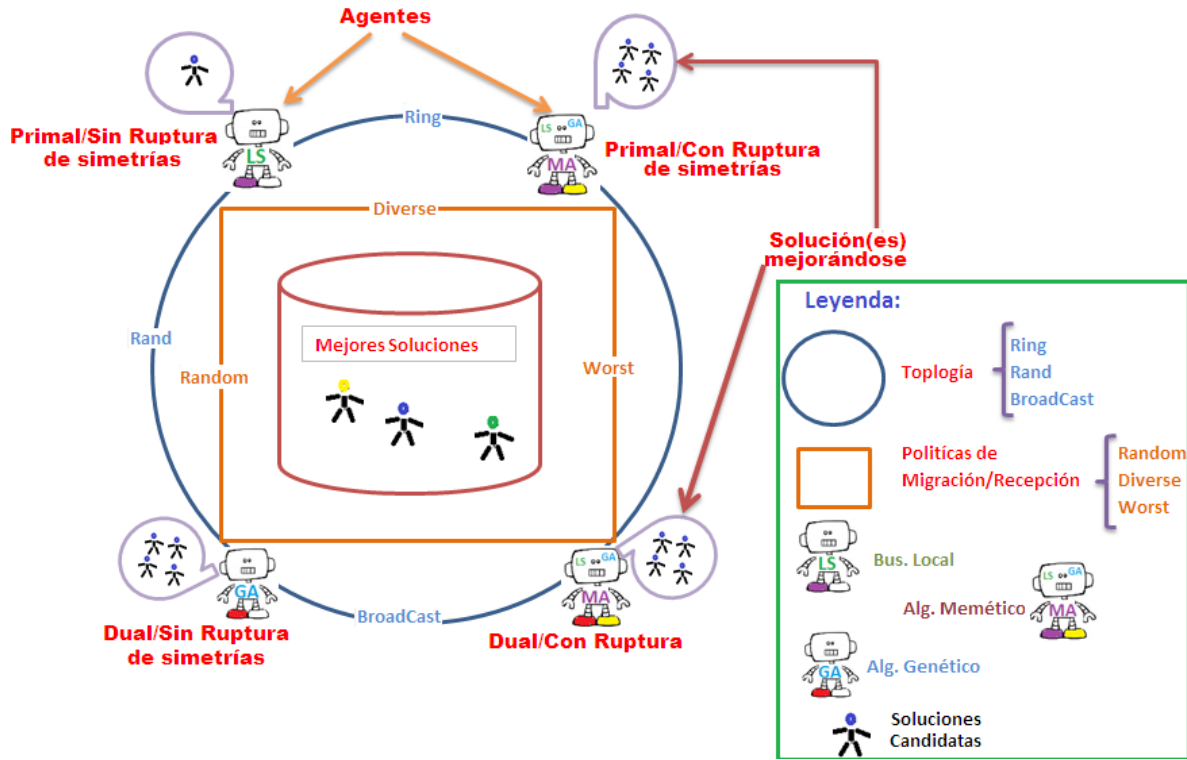 Agentes
Ring
Primal/Sin Ruptura
de simetrías
LS
LS
GA
MA
Primal/Con Ruptura
de simetrías
Diverse
Solución(es)
mejorándose
Rand
Random
Mejores Soluciones
Worst
GA
LS
GA
MA
BroadCast
Dual/Sin Ruptura
de simetrías
Dual/Con Ruptura
Leyenda:
Toplogía
Ring
Rand
BroadCast
Politícas de
Migración/Recepción
Random
Diverse
Worst
LS
Bus. Local
Alg. Memético
LS
GA
MA
GA
Alg. Genético
Soluciones
Candidatas